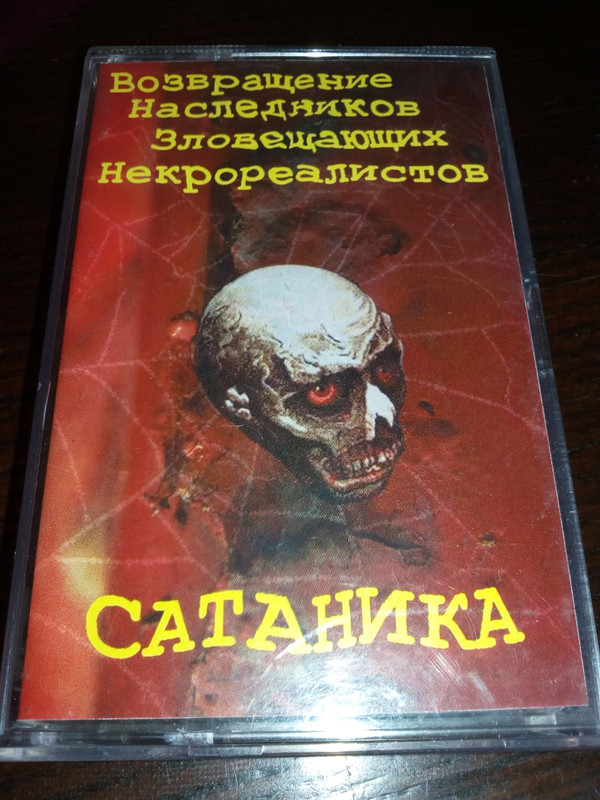 Возвращение
Наследников
Зловещающих
Некрореалистов
САТАНИКА